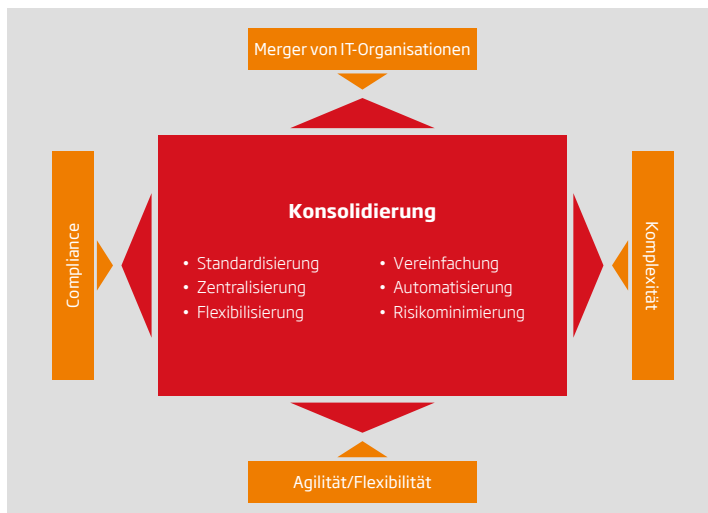 Merger von IT-Organisationen
Compliance
Konsolidierung
• Standardisierung
• Zentralisierung
• Flexibilisierung
• Vereinfachung
• Automatisierung
• Risikominimierung
Komplexität
Agilität/Flexibilität